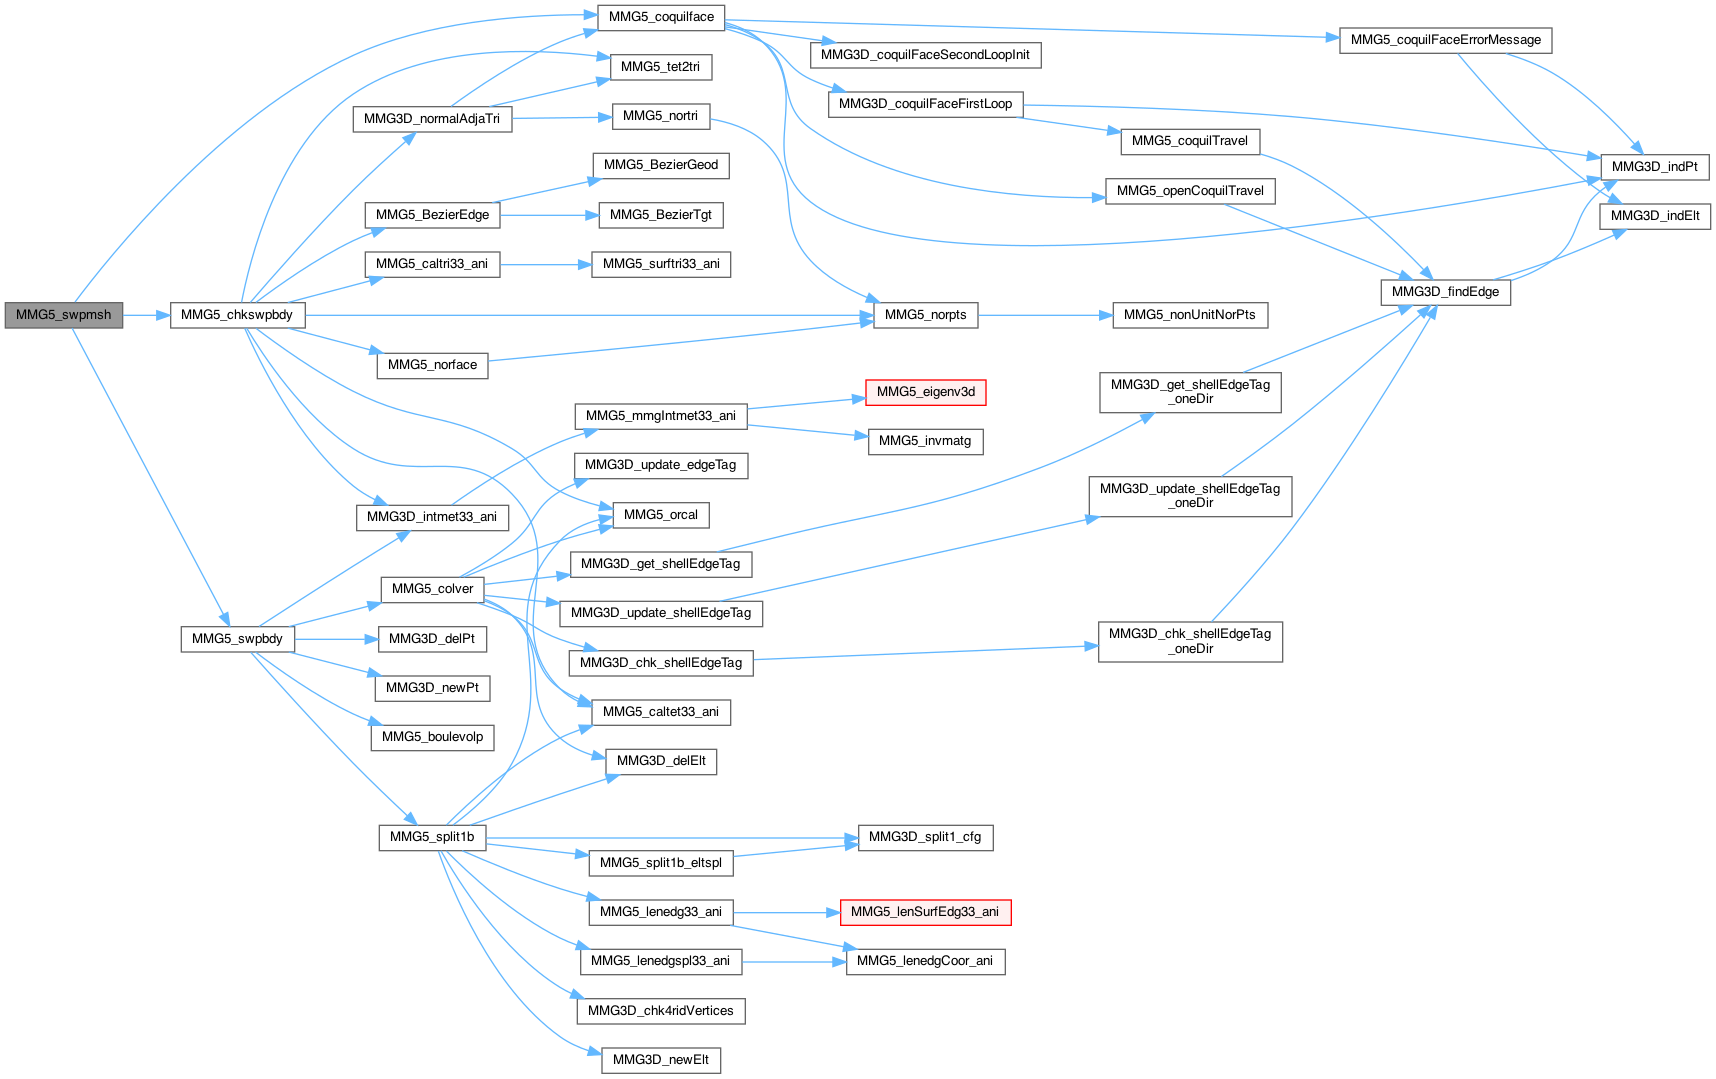 MMG5_swpmsh
MMG5_chkswpbdy
MMG5_swpbdy
MMG3D_normalAdjaTri
MMG5_BezierEdge
MMG5_caltri33_ani
MMG5_norface
MMG3D_intmet33_ani
MMG5_colver
MMG3D_delPt
MMG3D_newPt
MMG5_boulevolp
MMG5_split1b
MMG5_coquilface
MMG5_tet2tri
MMG5_nortri
MMG5_BezierGeod
MMG5_BezierTgt
MMG5_surftri33_ani
MMG5_mmgIntmet33_ani
MMG3D_update_edgeTag
MMG5_orcal
MMG3D_get_shellEdgeTag
MMG3D_update_shellEdgeTag
MMG3D_chk_shellEdgeTag
MMG5_caltet33_ani
MMG3D_delElt
MMG5_split1b_eltspl
MMG5_lenedg33_ani
MMG5_lenedgspl33_ani
MMG3D_chk4ridVertices
MMG3D_newElt
MMG3D_coquilFaceSecondLoopInit
MMG3D_coquilFaceFirstLoop
MMG5_norpts
MMG5_eigenv3d
MMG5_invmatg
MMG3D_split1_cfg
MMG5_lenSurfEdg33_ani
MMG5_lenedgCoor_ani
MMG5_coquilTravel
MMG5_openCoquilTravel
MMG5_nonUnitNorPts
MMG3D_get_shellEdgeTag
_oneDir
MMG3D_update_shellEdgeTag
_oneDir
MMG3D_chk_shellEdgeTag
_oneDir
MMG5_coquilFaceErrorMessage
MMG3D_findEdge
MMG3D_indPt
MMG3D_indElt